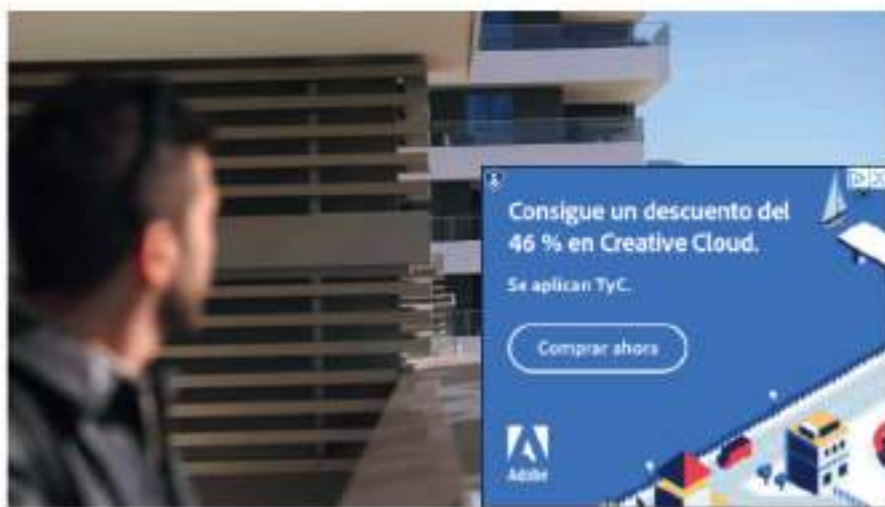 Consigue un descuento del
46 % en Creative Cloud.
Se aplican TyC.
Comprar ahora
Adobe